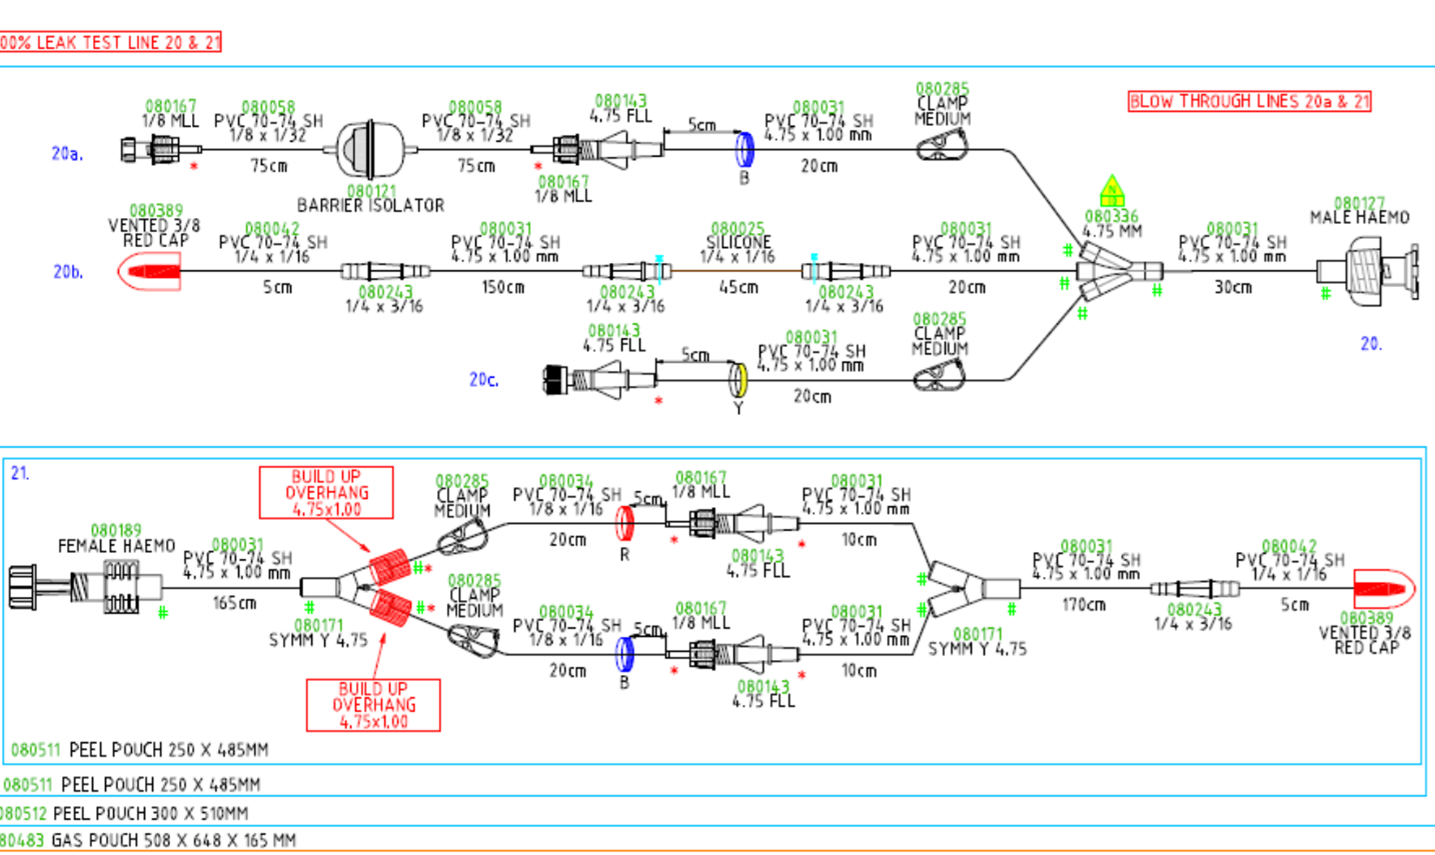 00% LEAK TEST LINE 20 & 21
BLOW THROUGH LINES 20a & 21
20a.
080167
1/8 MLL
*
080058
PVC 70-74 SH
1/8 x 1/32
75cm
080121
BARRIER ISOLATOR
080058
PVC 70-74 SH
1/8 x 1/32
75cm
*
080167
1/8 MLL
080143
4.75 FLL
5cm
B
080031
PVC 70-74 SH
4.75 x 1.00 mm
20cm
080285
CLAMP
MEDIUM
20b.
080389
VENTED 3/8
RED CAP
080042
PVC 70-74 SH
1/4 x 1/16
5cm
080243
1/4 x 3/16
080031
PVC 70-74 SH
4.75 x 1.00 mm
150cm
080243
1/4 x 3/16
080025
SILICONE
1/4 x 1/16
45cm
080243
1/4 x 3/16
080031
PVC 70-74 SH
4.75 x 1.00 mm
20cm
N
080336
4.75 MM
#
#
#
#
080031
PVC 70-74 SH
4.75 x 1.00 mm
30cm
080127
MALE HAEMO
#
20.
20c.
080143
4.75 FLL
*
5cm
Y
080031
PVC 70-74 SH
4.75 x 1.00 mm
20cm
080285
CLAMP
MEDIUM
21.
080189
FEMALE HAEMO
#
080031
PVC 70-74 SH
4.75 x 1.00 mm
165cm
#
080171
SYMM Y 4.75
BUILD UP
OVERHANG
4.75x1.00
#*
BUILD UP
OVERHANG
4.75x1.00
#*
080285
CLAMP
MEDIUM
080034
PVC 70-74 SH
1/8 x 1/16
20cm
5cm
R
*
080167
1/8 MLL
080143
4.75 FLL
*
080031
PVC 70-74 SH
4.75 x 1.00 mm
10cm
080285
CLAMP
MEDIUM
080034
PVC 70-74 SH
1/8 x 1/16
20cm
5cm
B
*
080167
1/8 MLL
080143
4.75 FLL
*
080031
PVC 70-74 SH
4.75 x 1.00 mm
10cm
#
#
#
080171
SYMM Y 4.75
080031
PVC 70-74 SH
4.75 x 1.00 mm
170cm
080243
1/4 x 3/16
080042
PVC 70-74 SH
1/4 x 1/16
5cm
080389
VENTED 3/8
RED CAP
080511 PEEL POUCH 250 X 485MM
080511 PEEL POUCH 250 X 485MM
080512 PEEL POUCH 300 X 510MM
80483 GAS POUCH 508 X 648 X 165 MM